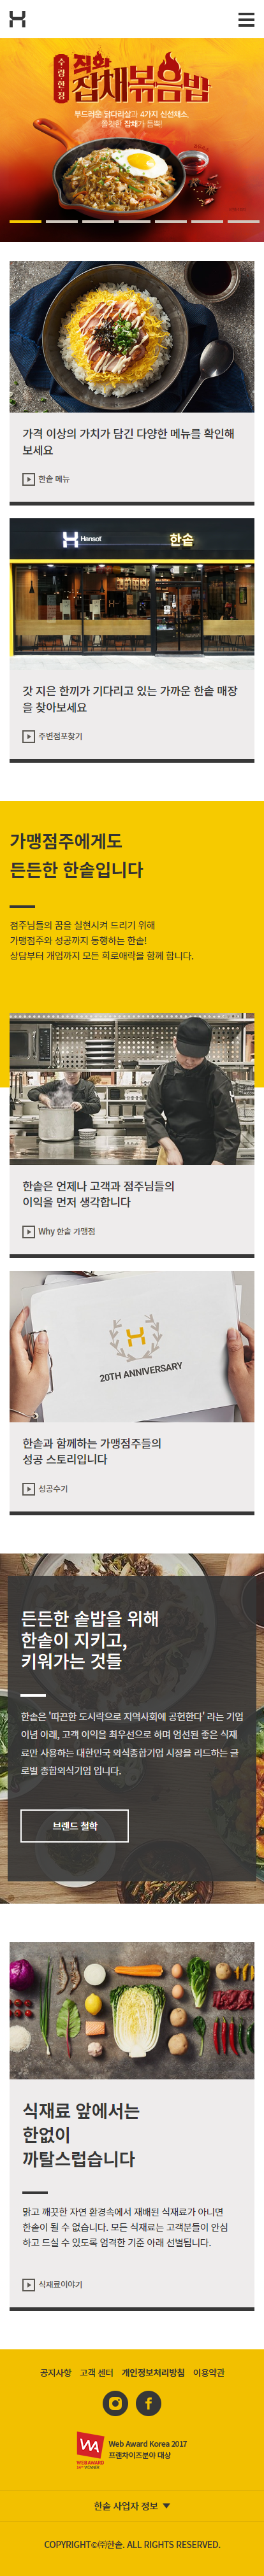 수량한정
직화
잡채볶음밥
부드러운 닭다리살과 4가지 신선채소,
쫄깃한 잡채가 듬뿍!
가격 이상의 가치가 담긴 다양한 메뉴를 확인해
보세요
한솥 메뉴
Hansot
한솥
갓 지은 한끼가 기다리고 있는 가까운 한솥 매장
을 찾아보세요
주변점포찾기
가맹점주에게도
든든한 한솥입니다
점주님들의 꿈을 실현시켜 드리기 위해
가맹점주와 성공까지 동행하는 한솥!
상담부터 개업까지 모든 희로애락을 함께 합니다.
한솥은 언제나 고객과 점주님들의
이익을 먼저 생각합니다
Why 한솥 가맹점
20TH ANNIVERSARY
한솥과 함께하는 가맹점주들의
성공 스토리입니다
성공수기
든든한 솥밥을 위해
한솥이 지키고,
키워가는 것들
한솥은 '따끈한 도시락으로 지역사회에 공헌한다' 라는 기업
이념 아래, 고객 이익을 최우선으로 하며 엄선된 좋은 식재
료만 사용하는 대한민국 외식종합기업 시장을 리드하는 글
로벌 종합외식기업 입니다.
브랜드 철학
식재료 앞에서는
한없이
까탈스럽습니다
맑고 깨끗한 자연 환경속에서 재배된 식재료가 아니면
한솥이 될 수 없습니다. 모든 식재료는 고객분들이 안심
하고 드실 수 있도록 엄격한 기준 아래 선별됩니다.
식재료이야기
공지사항 고객 센터 개인정보처리방침 이용약관
WA
WEB AWARD
WINNER
Web Award Korea 2017
프랜차이즈분야 대상
한솥 사업자 정보
COPYRIGHT©㈜한솥. ALL RIGHTS RESERVED.